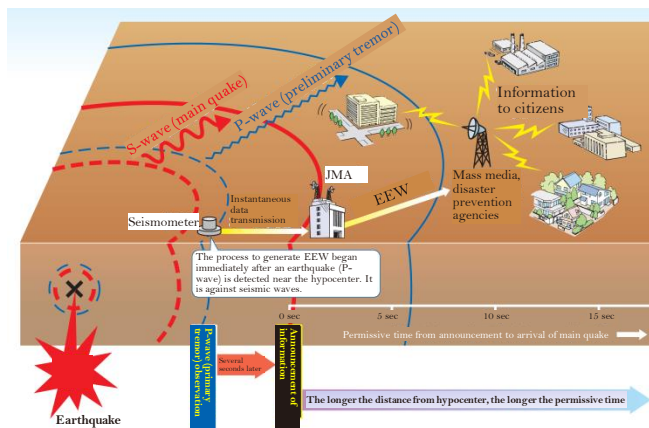 S-wave (main quake)
P-wave (preliminary tremor)
Information
to citizens
JMA
EEW
Mass media,
disaster
prevention
agencies
Instantaneous
data
transmission
Seismometer
The process to generate EEW began
immediately after an earthquake (P-
wave) is detected near the hypocenter. It
is against seismic waves.
0 sec
5 sec
10 sec
15 sec
Permissive time from announcement to arrival of main quake
P-wave (primary
tremor) observation
Several
seconds later
Announcement of
information
The longer the distance from hypocenter, the longer the permissive time
Earthquake